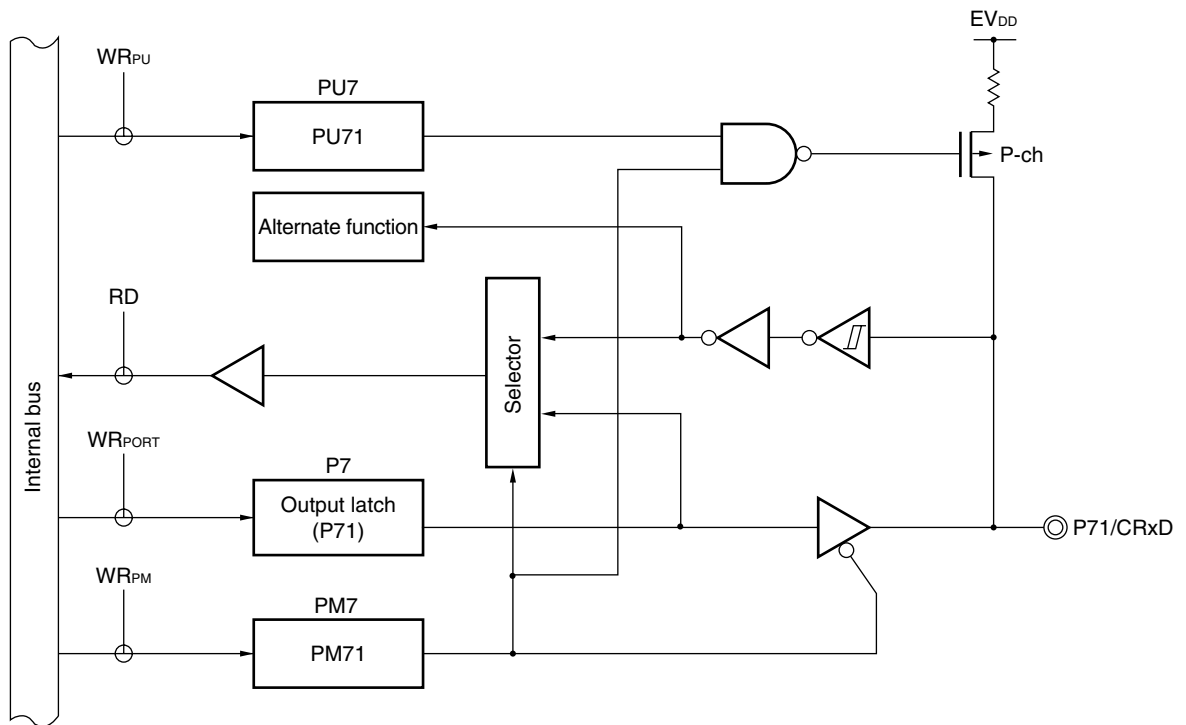 EVDD
WRPU
PU7
PU71
P-ch
Alternate function
RD
Selector
Internal bus
WRPORT
P7
Output latch
(P71)
P71/CRxD
WRPM
PM7
PM71